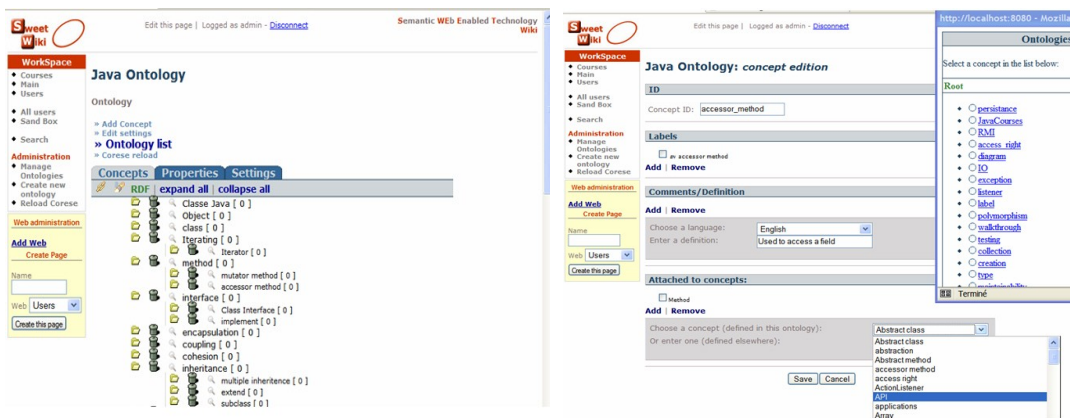 Sweet
Wiki
Edit this page | Logged as admin - Disconnect
Semantic WEb Enabled Technology
Wiki
WorkSpace
Courses
Main
Users
All users
Sand Box
Search
Administration
Manage
Ontologies
Create new
ontology
Reload Corese
Web administration
Add Web
Create Page
Name
Web Users
Create this page
Java Ontology
Ontology
» Add Concept
» Edit settings
» Ontology list
» Corese reload
Concepts Properties Settings
RDF | expand all | collapse all
Classe Java [ 0 ]
Object [ 0 ]
class [ 0 ]
Iterating [ 0 ]
Iterator [ 0 ]
method [ 0 ]
mutator method [ 0 ]
accessor method [ 0 ]
interface [ 0 ]
Class Interface [ 0 ]
implement [ 0 ]
encapsulation [ 0 ]
coupling [ 0 ]
cohesion [ 0 ]
inheritance [ 0 ]
multiple inheritence [ 0 ]
extend [ 0 ]
subclass [ 0 ]
Sweet
Wiki
Edit this page | Logged as admin - Disconnect
WorkSpace
Courses
Main
Users
All users
Sand Box
Search
Administration
Manage
Ontologies
Create new
ontology
Reload Corese
Web administration
Add Web
Create Page
Name
Web Users
Create this page
Java Ontology: concept edition
ID
Concept ID: accessor_method
Labels
accessor method
Add | Remove
Comments/Definition
Add | Remove
Choose a language: English
Enter a definition: Used to access a field
Attached to concepts:
Method
Add | Remove
Choose a concept (defined in this ontology): Abstract class
Or enter one (defined elsewhere):
Abstract class
abstraction
Abstract method
accessor method
access right
ActionListener
API
applications
Array
Save Cancel
http://localhost:8080 - Mozilla
Ontologies
Select a concept in the list below:
Root
persistance
JavaCourses
RMI
access_right
diagram
IO
exception
listener
label
polymorphism
walkthrough
testing
collection
creation
type
maintainability
Terminé